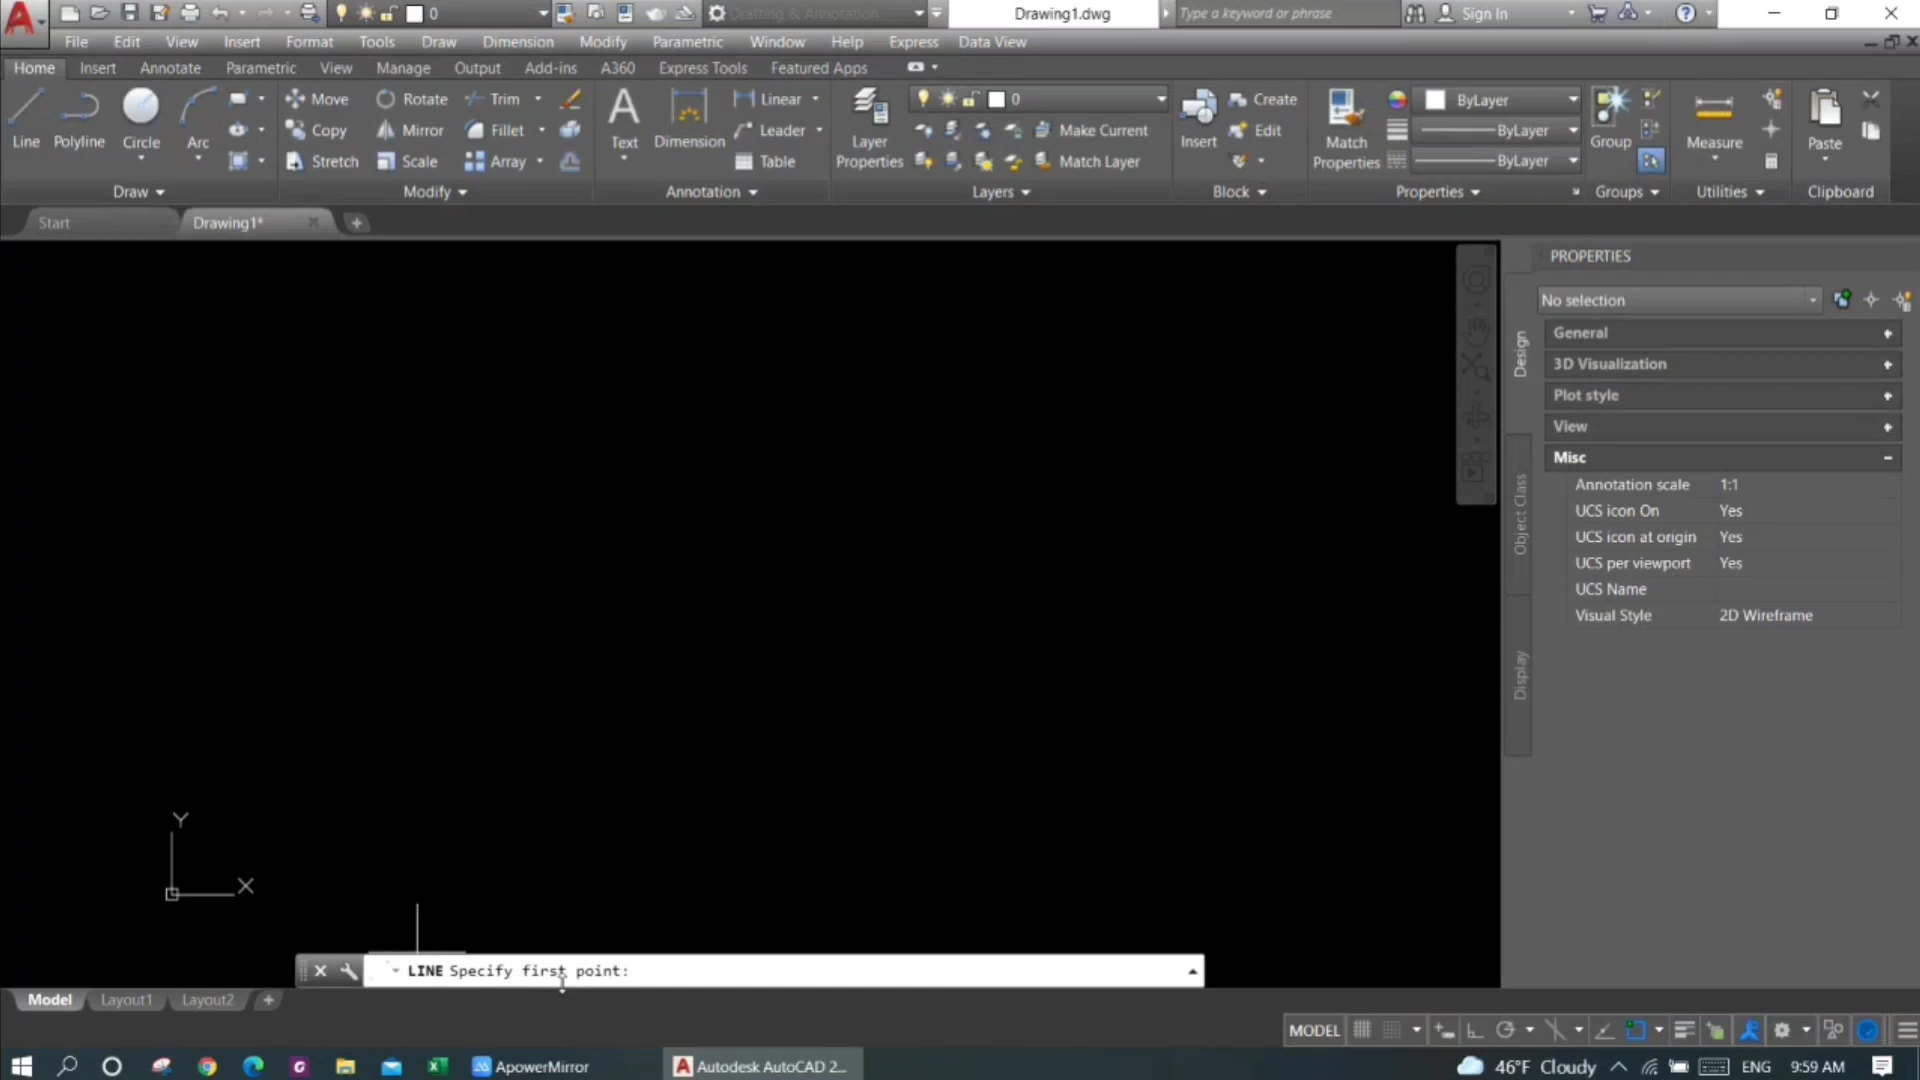 0
Drafting & Annotation
Drawing1.dwg
Type a keyword or phrase
Sign In
File Edit View Insert Format Tools Draw Dimension Modify Parametric Window Help Express Data View
Home Insert Annotate Parametric View Manage Output Add-ins A360 Express Tools Featured Apps
Line Polyline Circle Arc
Move Rotate Trim
Copy Mirror Fillet
Stretch Scale Array
Text Dimension
Linear
Leader
Table
Layer Properties
0
Make Current
Match Layer
Insert
Create
Edit
Match Properties
ByLayer
ByLayer
ByLayer
Group
Measure
Paste
Draw Modify Annotation Layers Block Properties Groups Utilities Clipboard
Start Drawing1*
PROPERTIES
No selection
General
3D Visualization
Plot style
View
Misc
Annotation scale 1:1
UCS icon On Yes
UCS icon at origin Yes
UCS per viewport Yes
UCS Name
Visual Style 2D Wireframe
Design
Object Class
Display
Y
X
LINE Specify first point:
Model Layout1 Layout2
MODEL
ApowerMirror
Autodesk AutoCAD 2...
46°F Cloudy
ENG
9:59 AM